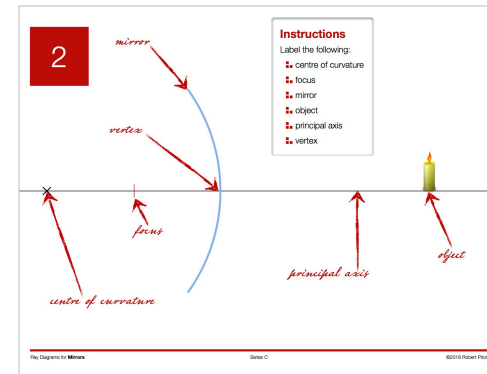 2
mirror
vertex
focus
centre of curvature
principal axis
object
Instructions
Label the following:
centre of curvature
focus
mirror
object
principal axis
vertex
Ray Diagrams for Mirrors
Series C
©2018 Robert Prior